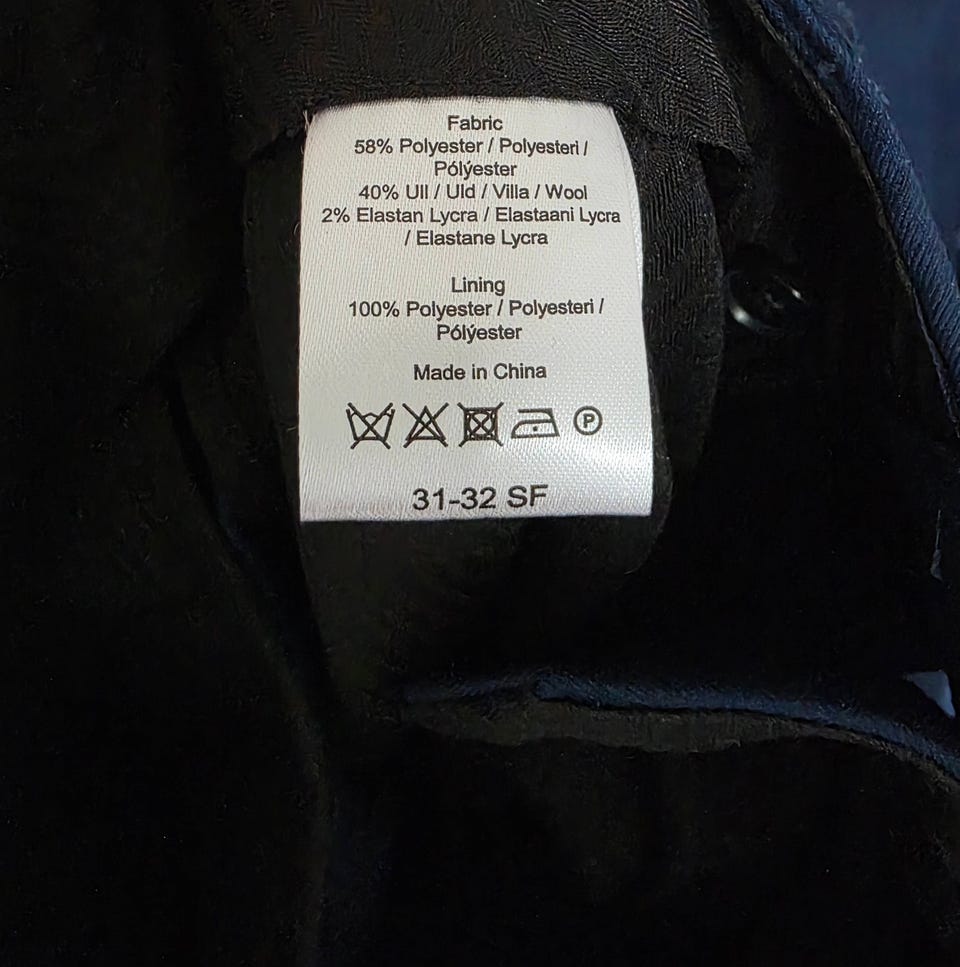 Fabric
58% Polyester / Polyesteri /
Pólýester
40% Ull / Uld / Villa / Wool
2% Elastan Lycra / Elastaani Lycra
/ Elastane Lycra
Lining
100% Polyester / Polyesteri /
Pólýester
Made in China
P
31-32 SF